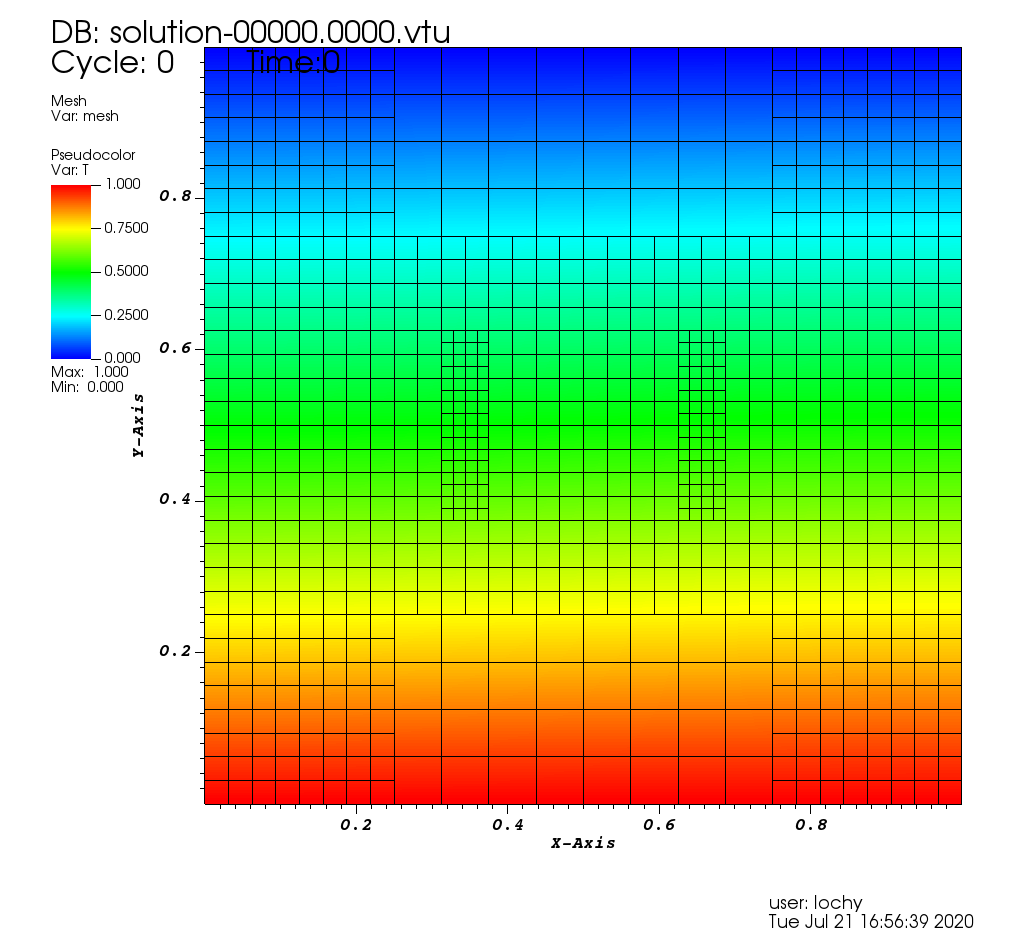 DB: solution-00000.0000.vtu
Cycle: 0 Time:0
Mesh
Var: mesh
Pseudocolor
Var: T
1.000
0.7500
0.5000
0.2500
0.000
Max: 1.000
Min: 0.000
0.8
0.6
0.4
0.2
Y-Axis
0.2 0.4 0.6 0.8
X-Axis
user: lochy
Tue Jul 21 16:56:39 2020